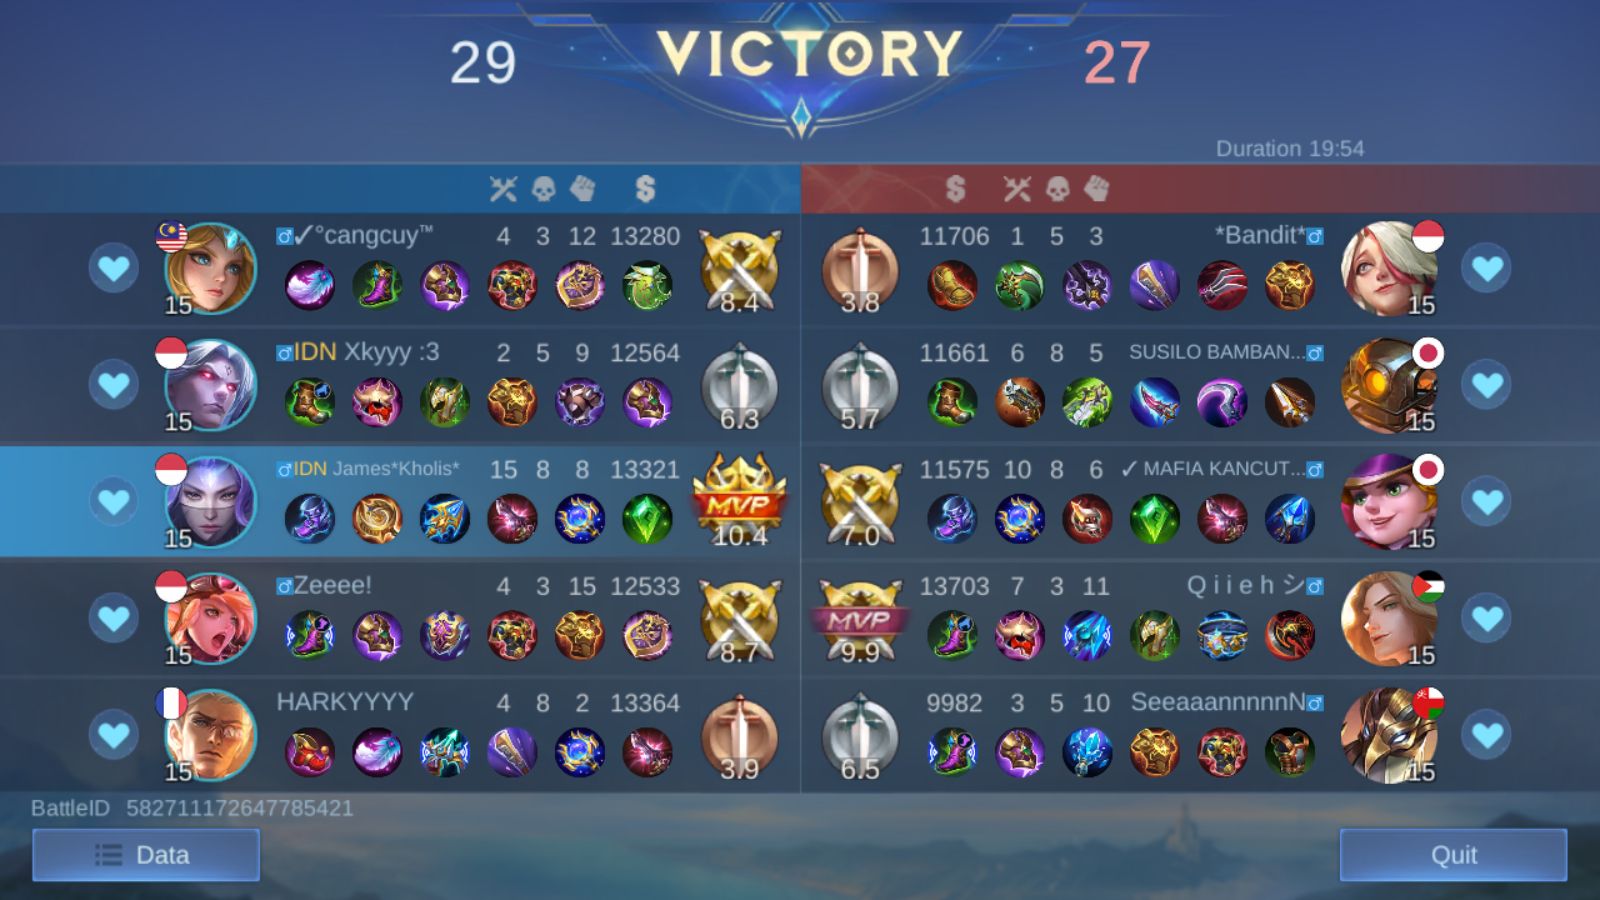 29 VICTORY 27
Duration 19:54
✓°cangcuy™ 4 3 12 13280 8.4
15
3.8 11706 1 5 3 *Bandit*
15
IDN Xkyyy :3 2 5 9 12564 6.3
15
5.7 11661 6 8 5 SUSILO BAMBAN...
15
IDN James*Kholis* 15 8 8 13321 MVP 10.4
15
7.0 11575 10 8 6 ✓ MAFIA KANCUT...
15
Zeeee! 4 3 15 12533 8.7
15
MVP 9.9 13703 7 3 11 Q i i e h シ
15
HARKYYYY 4 8 2 13364 3.9
15
6.5 9982 3 5 10 SeeaaannnnnN
15
BattleID 582711172647785421
Data
Quit